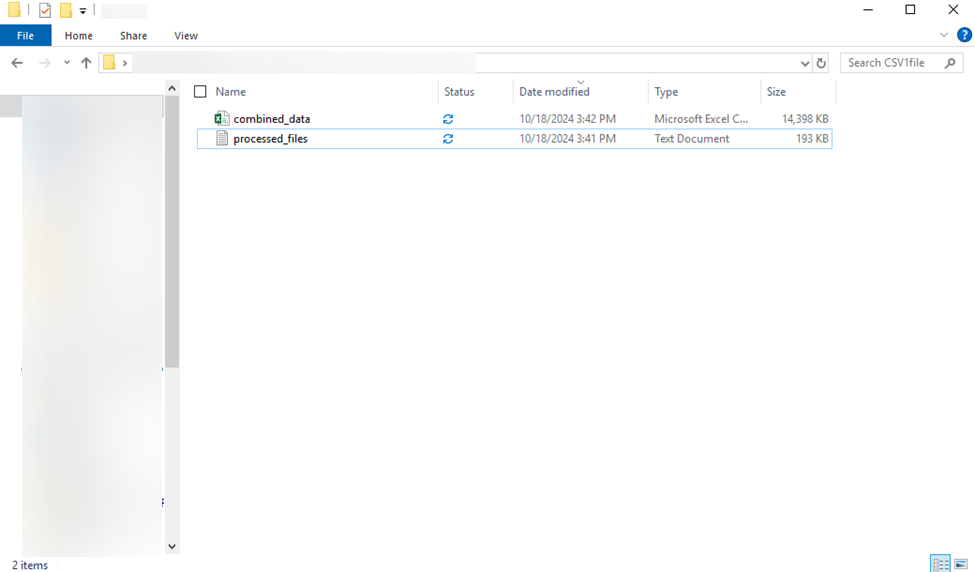 File Home Share View
Search CSV1file
Name Status Date modified Type Size
combined_data 10/18/2024 3:42 PM Microsoft Excel C... 14,398 KB
processed_files 10/18/2024 3:41 PM Text Document 193 KB
2 items